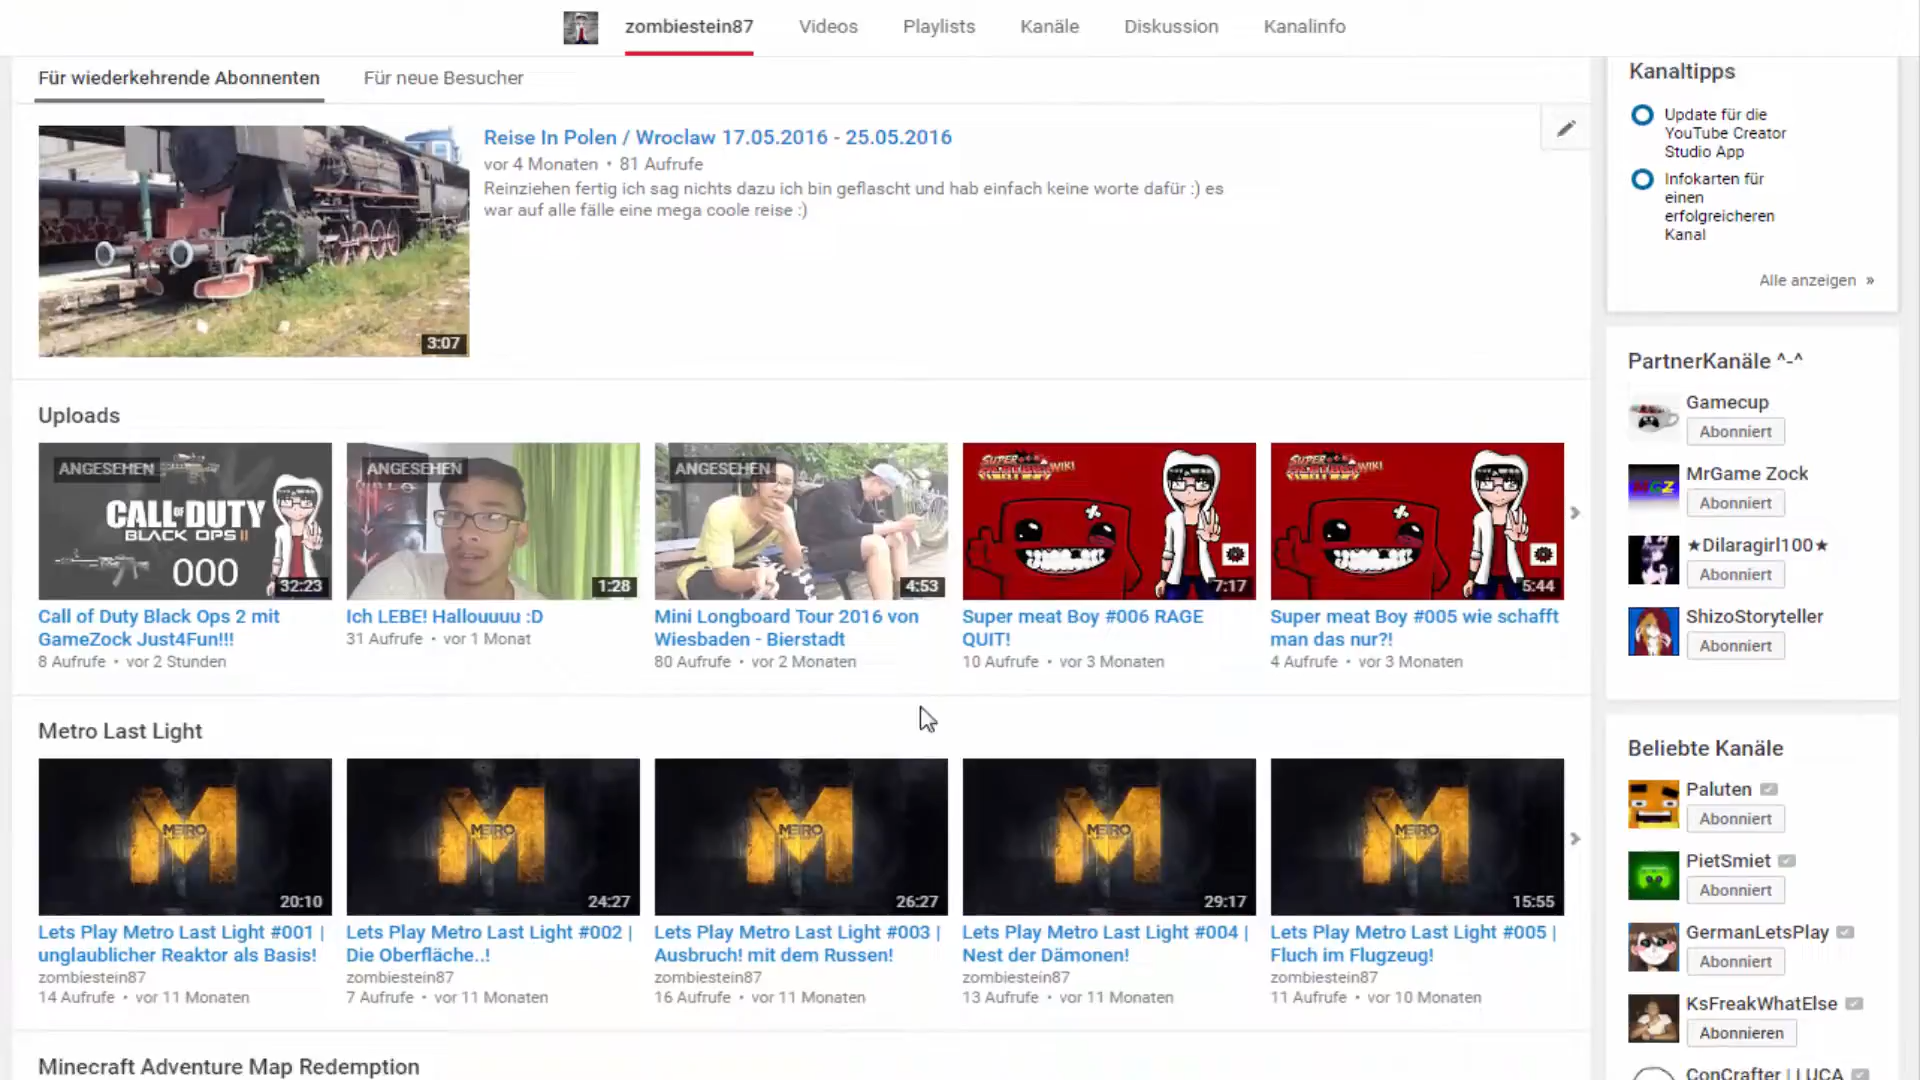 zombiestein87 Videos Playlists Kanäle Diskussion Kanalinfo
Für wiederkehrende Abonnenten Für neue Besucher
Reise In Polen / Wroclaw 17.05.2016 - 25.05.2016
vor 4 Monaten • 81 Aufrufe
Reinziehen fertig ich sag nichts dazu ich bin geflascht und hab einfach keine worte dafür :) es
war auf alle fälle eine mega coole reise :)
3:07
Uploads
ANGESEHEN
CALL OF DUTY
BLACK OPS II
000
32:23
Call of Duty Black Ops 2 mit
GameZock Just4Fun!!!
8 Aufrufe • vor 2 Stunden
ANGESEHEN
1:28
Ich LEBE! Hallouuuu :D
31 Aufrufe • vor 1 Monat
ANGESEHEN
4:53
Mini Longboard Tour 2016 von
Wiesbaden - Bierstadt
80 Aufrufe • vor 2 Monaten
SUPER
WIKI
7:17
Super meat Boy #006 RAGE
QUIT!
10 Aufrufe • vor 3 Monaten
SUPER
WIKI
5:44
Super meat Boy #005 wie schafft
man das nur?!
4 Aufrufe • vor 3 Monaten
Metro Last Light
METRO
20:10
Lets Play Metro Last Light #001 |
unglaublicher Reaktor als Basis!
zombiestein87
14 Aufrufe • vor 11 Monaten
METRO
24:27
Lets Play Metro Last Light #002 |
Die Oberfläche..!
zombiestein87
7 Aufrufe • vor 11 Monaten
METRO
26:27
Lets Play Metro Last Light #003 |
Ausbruch! mit dem Russen!
zombiestein87
16 Aufrufe • vor 11 Monaten
METRO
29:17
Lets Play Metro Last Light #004 |
Nest der Dämonen!
zombiestein87
13 Aufrufe • vor 11 Monaten
METRO
15:55
Lets Play Metro Last Light #005 |
Fluch im Flugzeug!
zombiestein87
11 Aufrufe • vor 10 Monaten
Minecraft Adventure Map Redemption
Kanaltipps
Update für die
YouTube Creator
Studio App
Infokarten für
einen
erfolgreicheren
Kanal
Alle anzeigen »
PartnerKanäle ^-^
Gamecup
Abonniert
MGZ
MrGame Zock
Abonniert
★Dilaragirl100★
Abonniert
ShizoStoryteller
Abonniert
Beliebte Kanäle
Paluten
Abonniert
PietSmiet
Abonniert
GermanLetsPlay
Abonniert
KsFreakWhatElse
Abonnieren
ConCrafter | LUCA